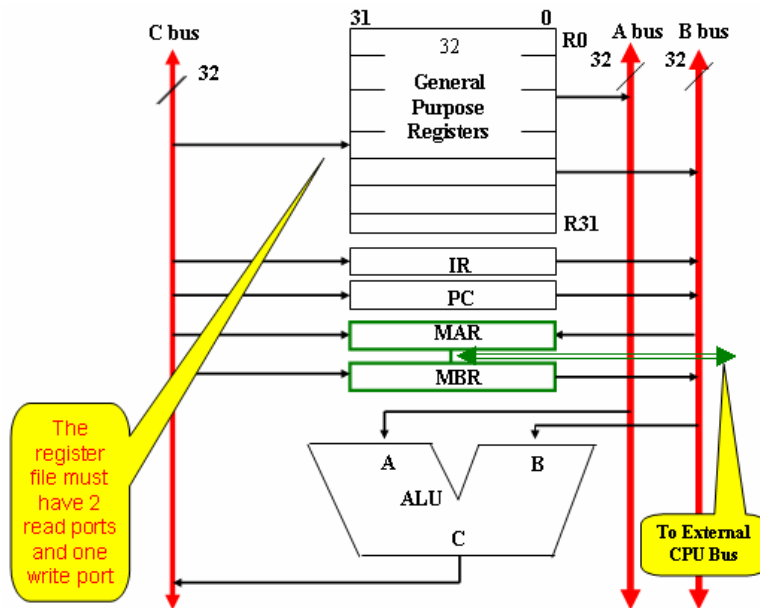 31
0
C bus
32
R0
A bus
B bus
32
32
32
General
Purpose
Registers
R31
IR
PC
MAR
MBR
A
B
ALU
C
The
register
file must
have 2
read ports
and one
write port
To External
CPU Bus